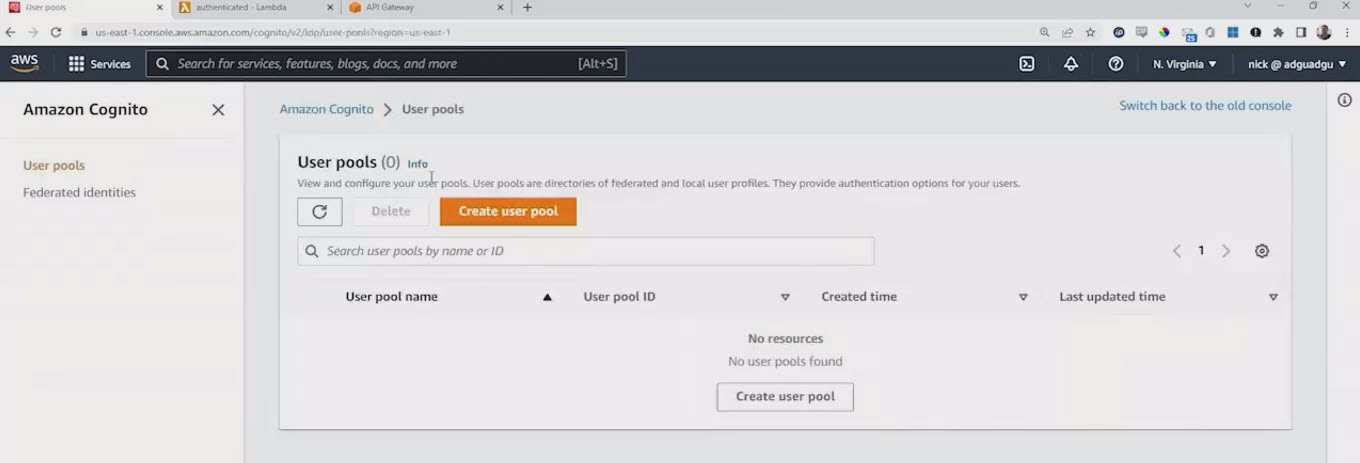 User pools
authenticated - Lambda
API Gateway
us-east-1.console.aws.amazon.com/cognito/v2/idp/user-pools?region=us-east-1
25
aws
Services
Search for services, features, blogs, docs, and more
[Alt+S]
N. Virginia
nick @ adguadgu
Amazon Cognito
User pools
Federated identities
Amazon Cognito > User pools
Switch back to the old console
User pools (0) Info
View and configure your user pools. User pools are directories of federated and local user profiles. They provide authentication options for your users.
Delete
Create user pool
Search user pools by name or ID
1
User pool name
User pool ID
Created time
Last updated time
No resources
No user pools found
Create user pool